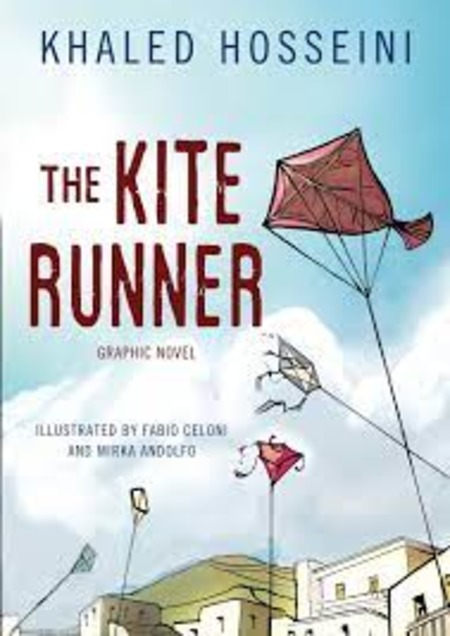 KHALED HOSSEINI
THE KITE
RUNNER
GRAPHIC NOVEL
ILLUSTRATED BY FABIO CELONI
AND MIRKA ANDOLFO